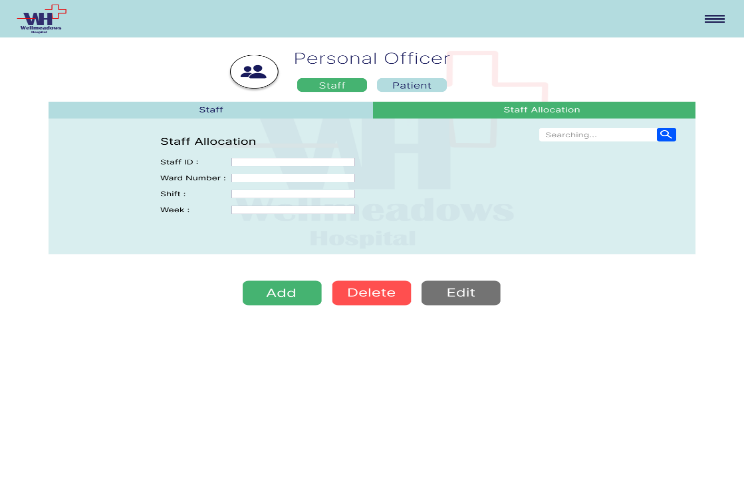 WH
Wellmeadows
Hospital
Personal Officer
Staff
Patient
Staff
Staff Allocation
Searching...
Staff Allocation
Staff ID :
Ward Number :
Shift :
Week :
WH
Wellmeadows
Hospital
Add
Delete
Edit